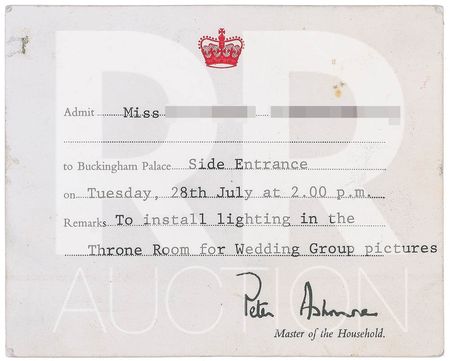 Admit Miss
to Buckingham Palace Side Entrance
on Tuesday, 28th July at 2.00 p.m.
Remarks To install lighting in the
Throne Room for Wedding Group pictures
Peter Ashmore
Master of the Household.
RR
AUCTION